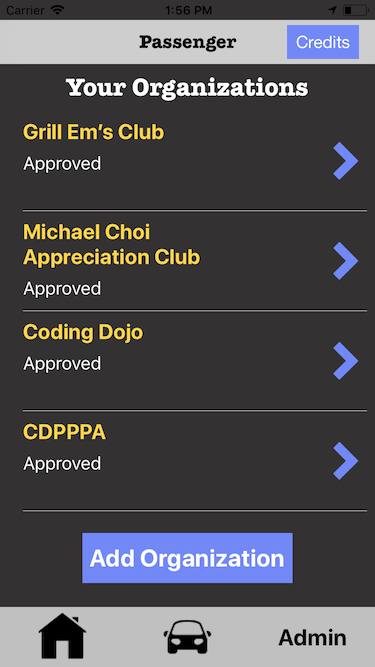 Carrier 1:56 PM
Passenger Credits
Your Organizations
Grill Em’s Club
Approved
Michael Choi
Appreciation Club
Approved
Coding Dojo
Approved
CDPPPA
Approved
Add Organization
Admin